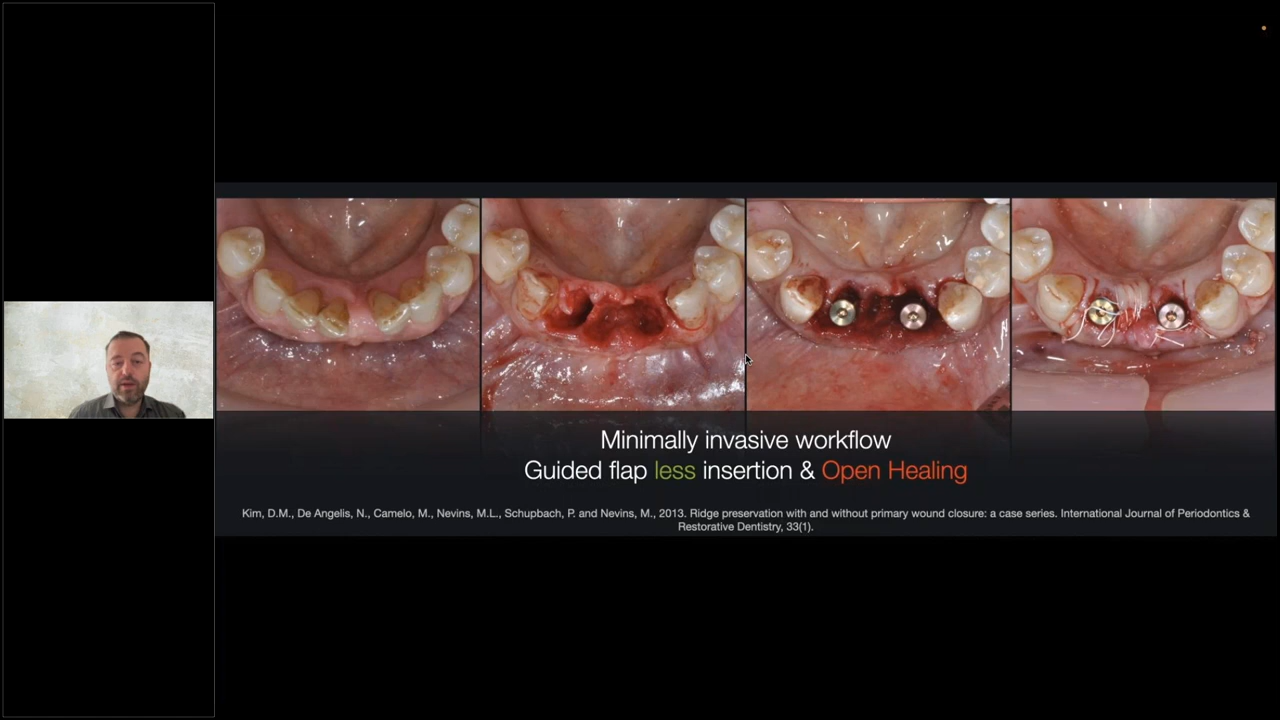 Minimally invasive workflow
Guided flap less insertion & Open Healing
Kim, D.M., De Angelis, N., Camelo, M., Nevins, M.L., Schupbach, P. and Nevins, M., 2013. Ridge preservation with and without primary wound closure: a case series. International Journal of Periodontics &
Restorative Dentistry, 33(1).